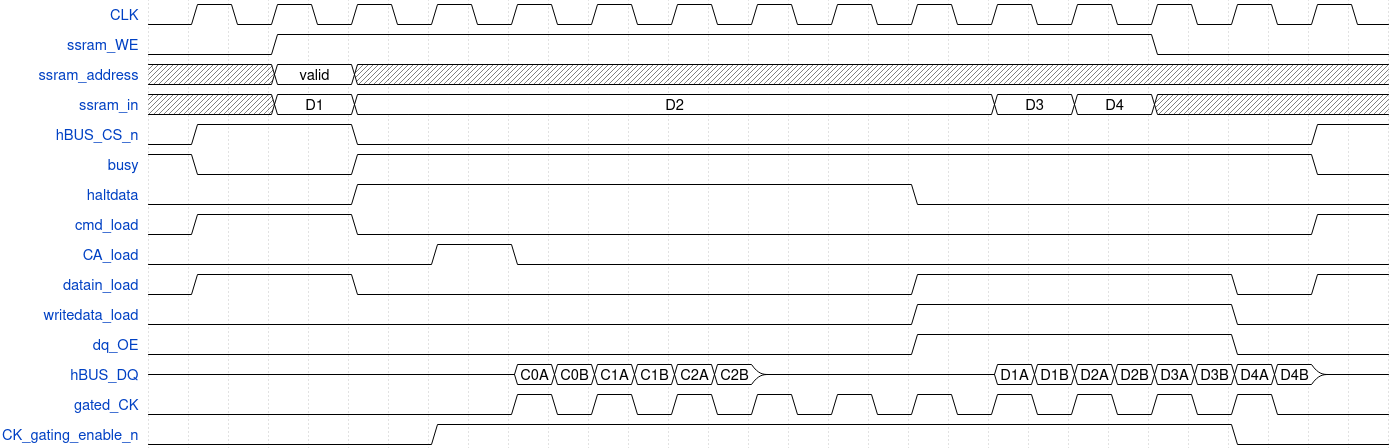 CLK
ssram_WE
ssram_address valid
ssram_in D1 D2 D3 D4
hBUS_CS_n
busy
haltdata
cmd_load
CA_load
datain_load
writedata_load
dq_OE
hBUS_DQ C0A C0B C1A C1B C2A C2B D1A D1B D2A D2B D3A D3B D4A D4B
gated_CK
CK_gating_enable_n